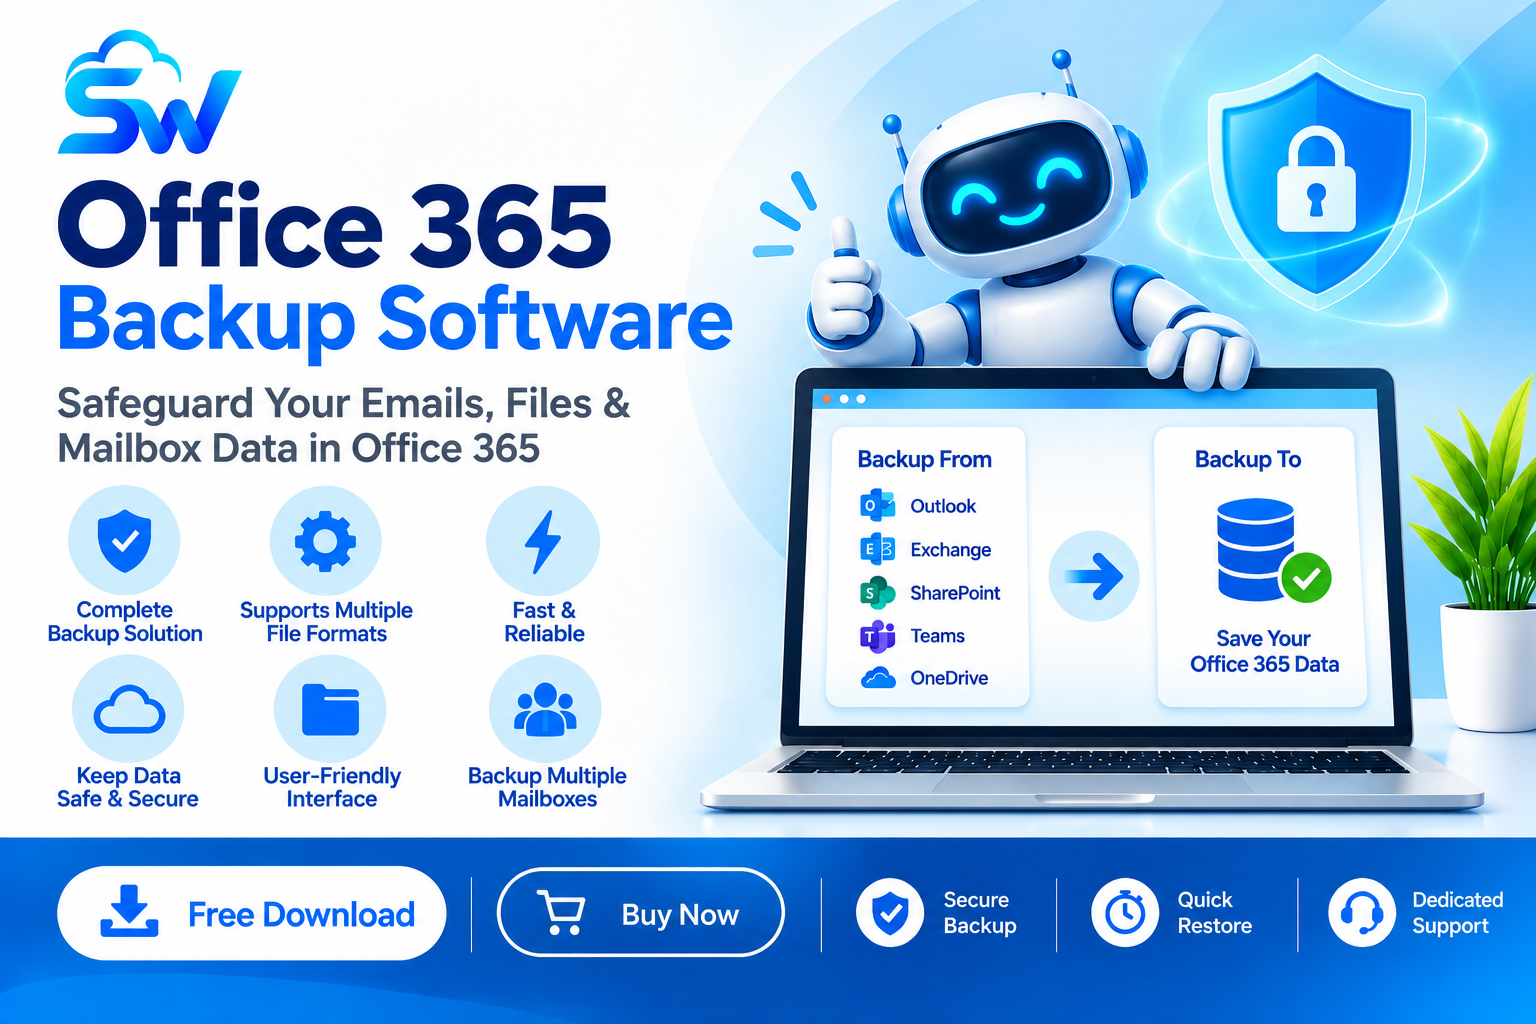 SW
Office 365
Backup Software
Safeguard Your Emails, Files &
Mailbox Data in Office 365
Complete
Backup Solution
Supports Multiple
File Formats
Fast &
Reliable
Keep Data
Safe & Secure
User-Friendly
Interface
Backup Multiple
Mailboxes
Backup From
O Outlook
E Exchange
S SharePoint
T Teams
OneDrive
Backup To
Save Your
Office 365 Data
Free Download
Buy Now
Secure
Backup
Quick
Restore
Dedicated
Support